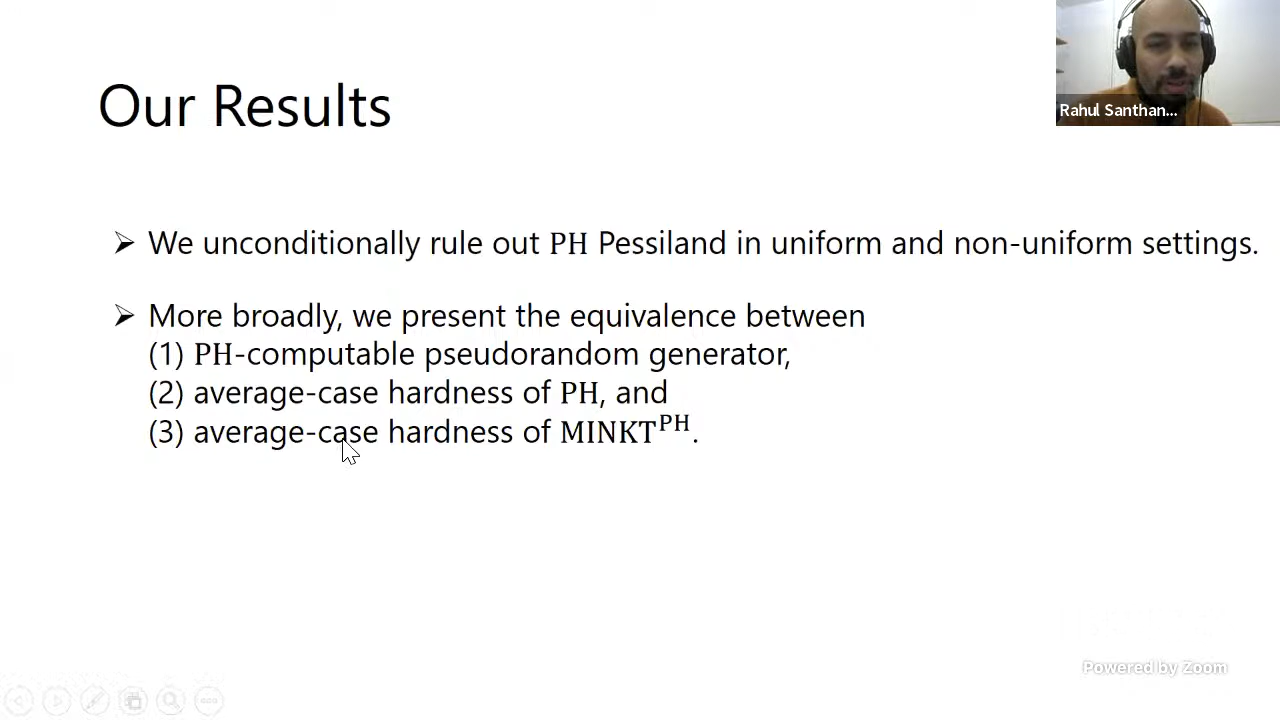 Our Results
Rahul Santhan...
➢ We unconditionally rule out PH Pessiland in uniform and non-uniform settings.
➢ More broadly, we present the equivalence between
(1) PH-computable pseudorandom generator,
(2) average-case hardness of PH, and
(3) average-case hardness of MINKT^PH.
Powered by Zoom